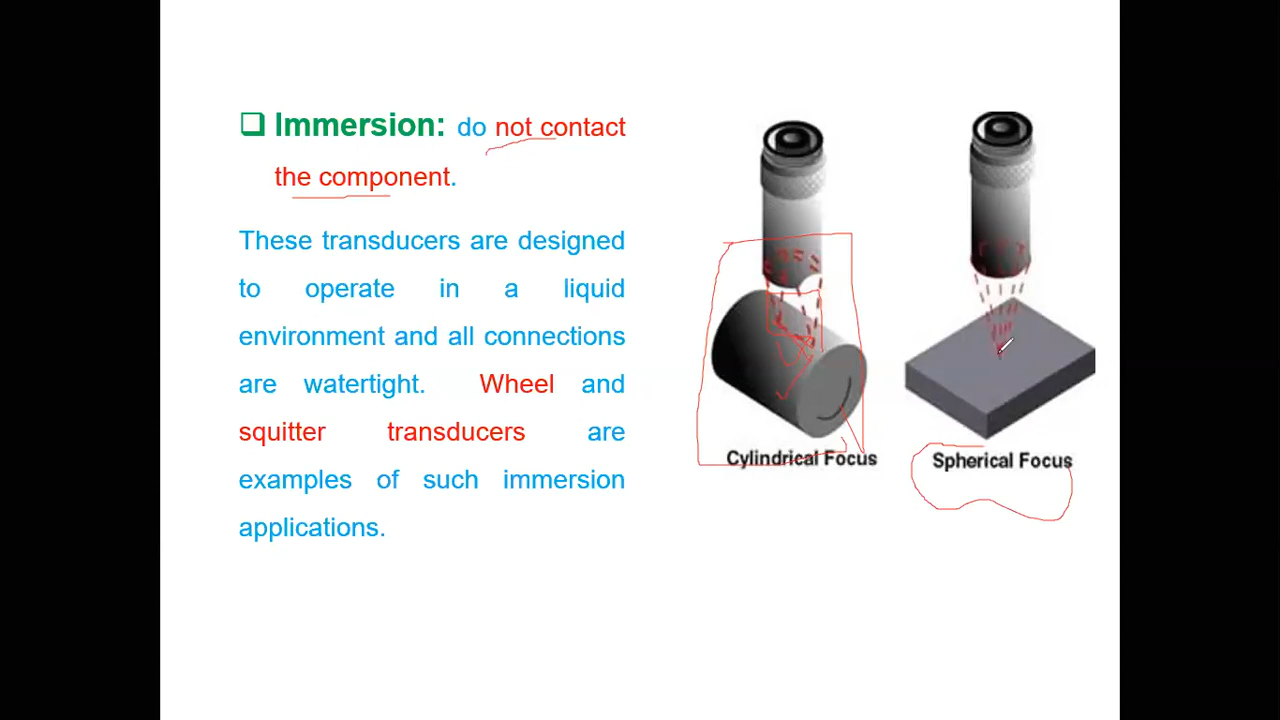 Immersion: do not contact
the component.
These transducers are designed
to operate in a liquid
environment and all connections
are watertight. Wheel and
squitter transducers are
examples of such immersion
applications.
Cylindrical Focus
Spherical Focus